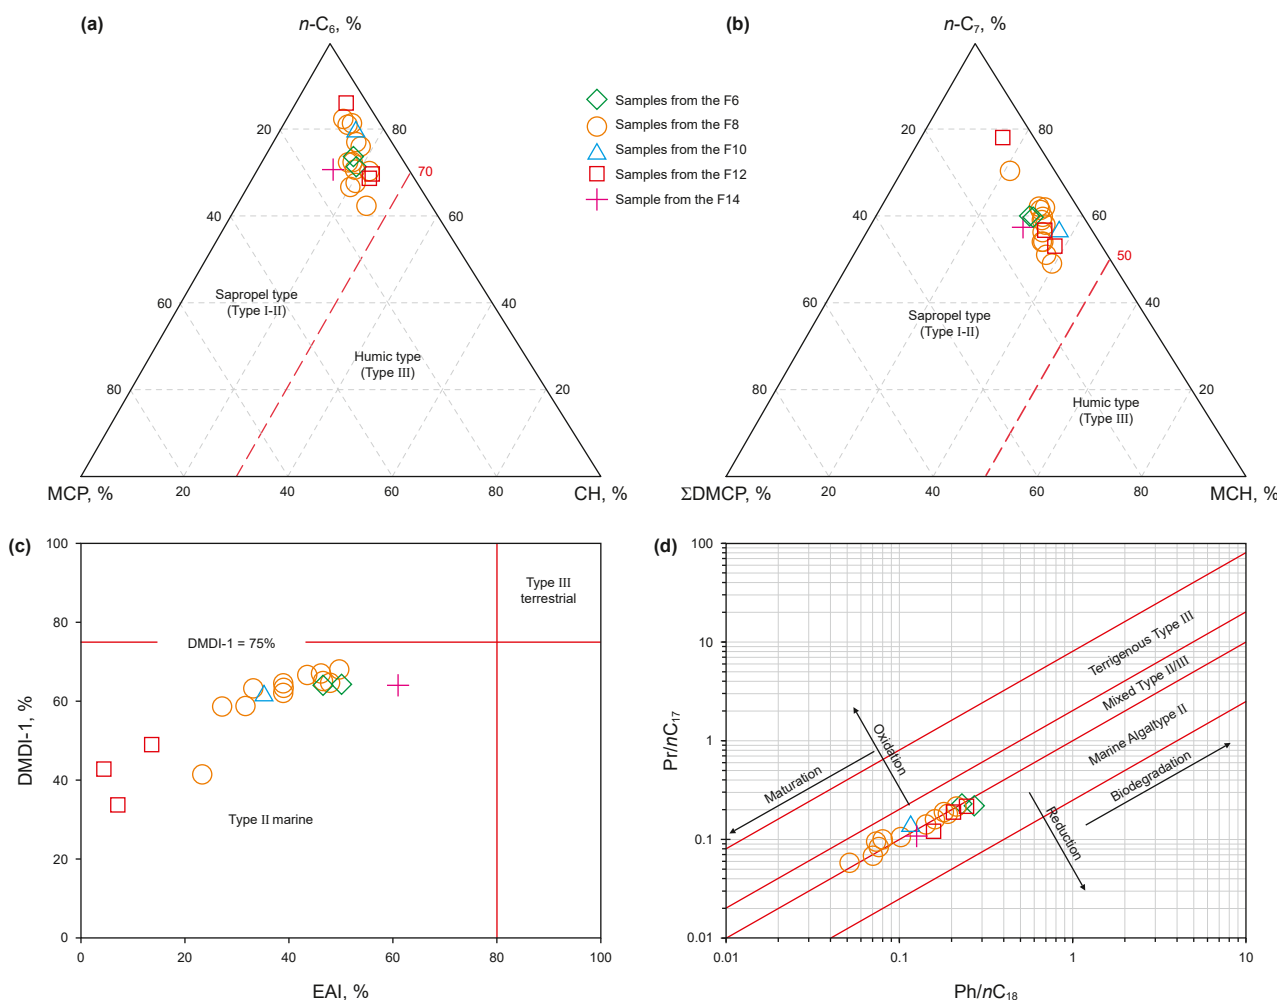 (a)
n-C6, %
20
80
70
40
60
Sapropel type
(Type I-II)
60
40
Humic type
(Type III)
80
20
MCP, %
20
40
60
80
CH, %
Samples from the F6
Samples from the F8
Samples from the F10
Samples from the F12
Sample from the F14
(b)
n-C7, %
20
80
40
60
50
Sapropel type
(Type I-II)
60
40
Humic type
(Type III)
80
20
ΣDMCP, %
20
40
60
80
MCH, %
(c)
100
80
60
40
20
0
DMDI-1, %
Type III
terrestrial
DMDI-1 = 75%
Type II marine
0
20
40
60
80
100
EAI, %
(d)
100
10
1
0.1
0.01
Pr/nC17
Terrigenous Type III
Mixed Type II/III
Marine Algaltype II
Oxidation
Maturation
Biodegradation
Reduction
0.01
0.1
1
10
Ph/nC18